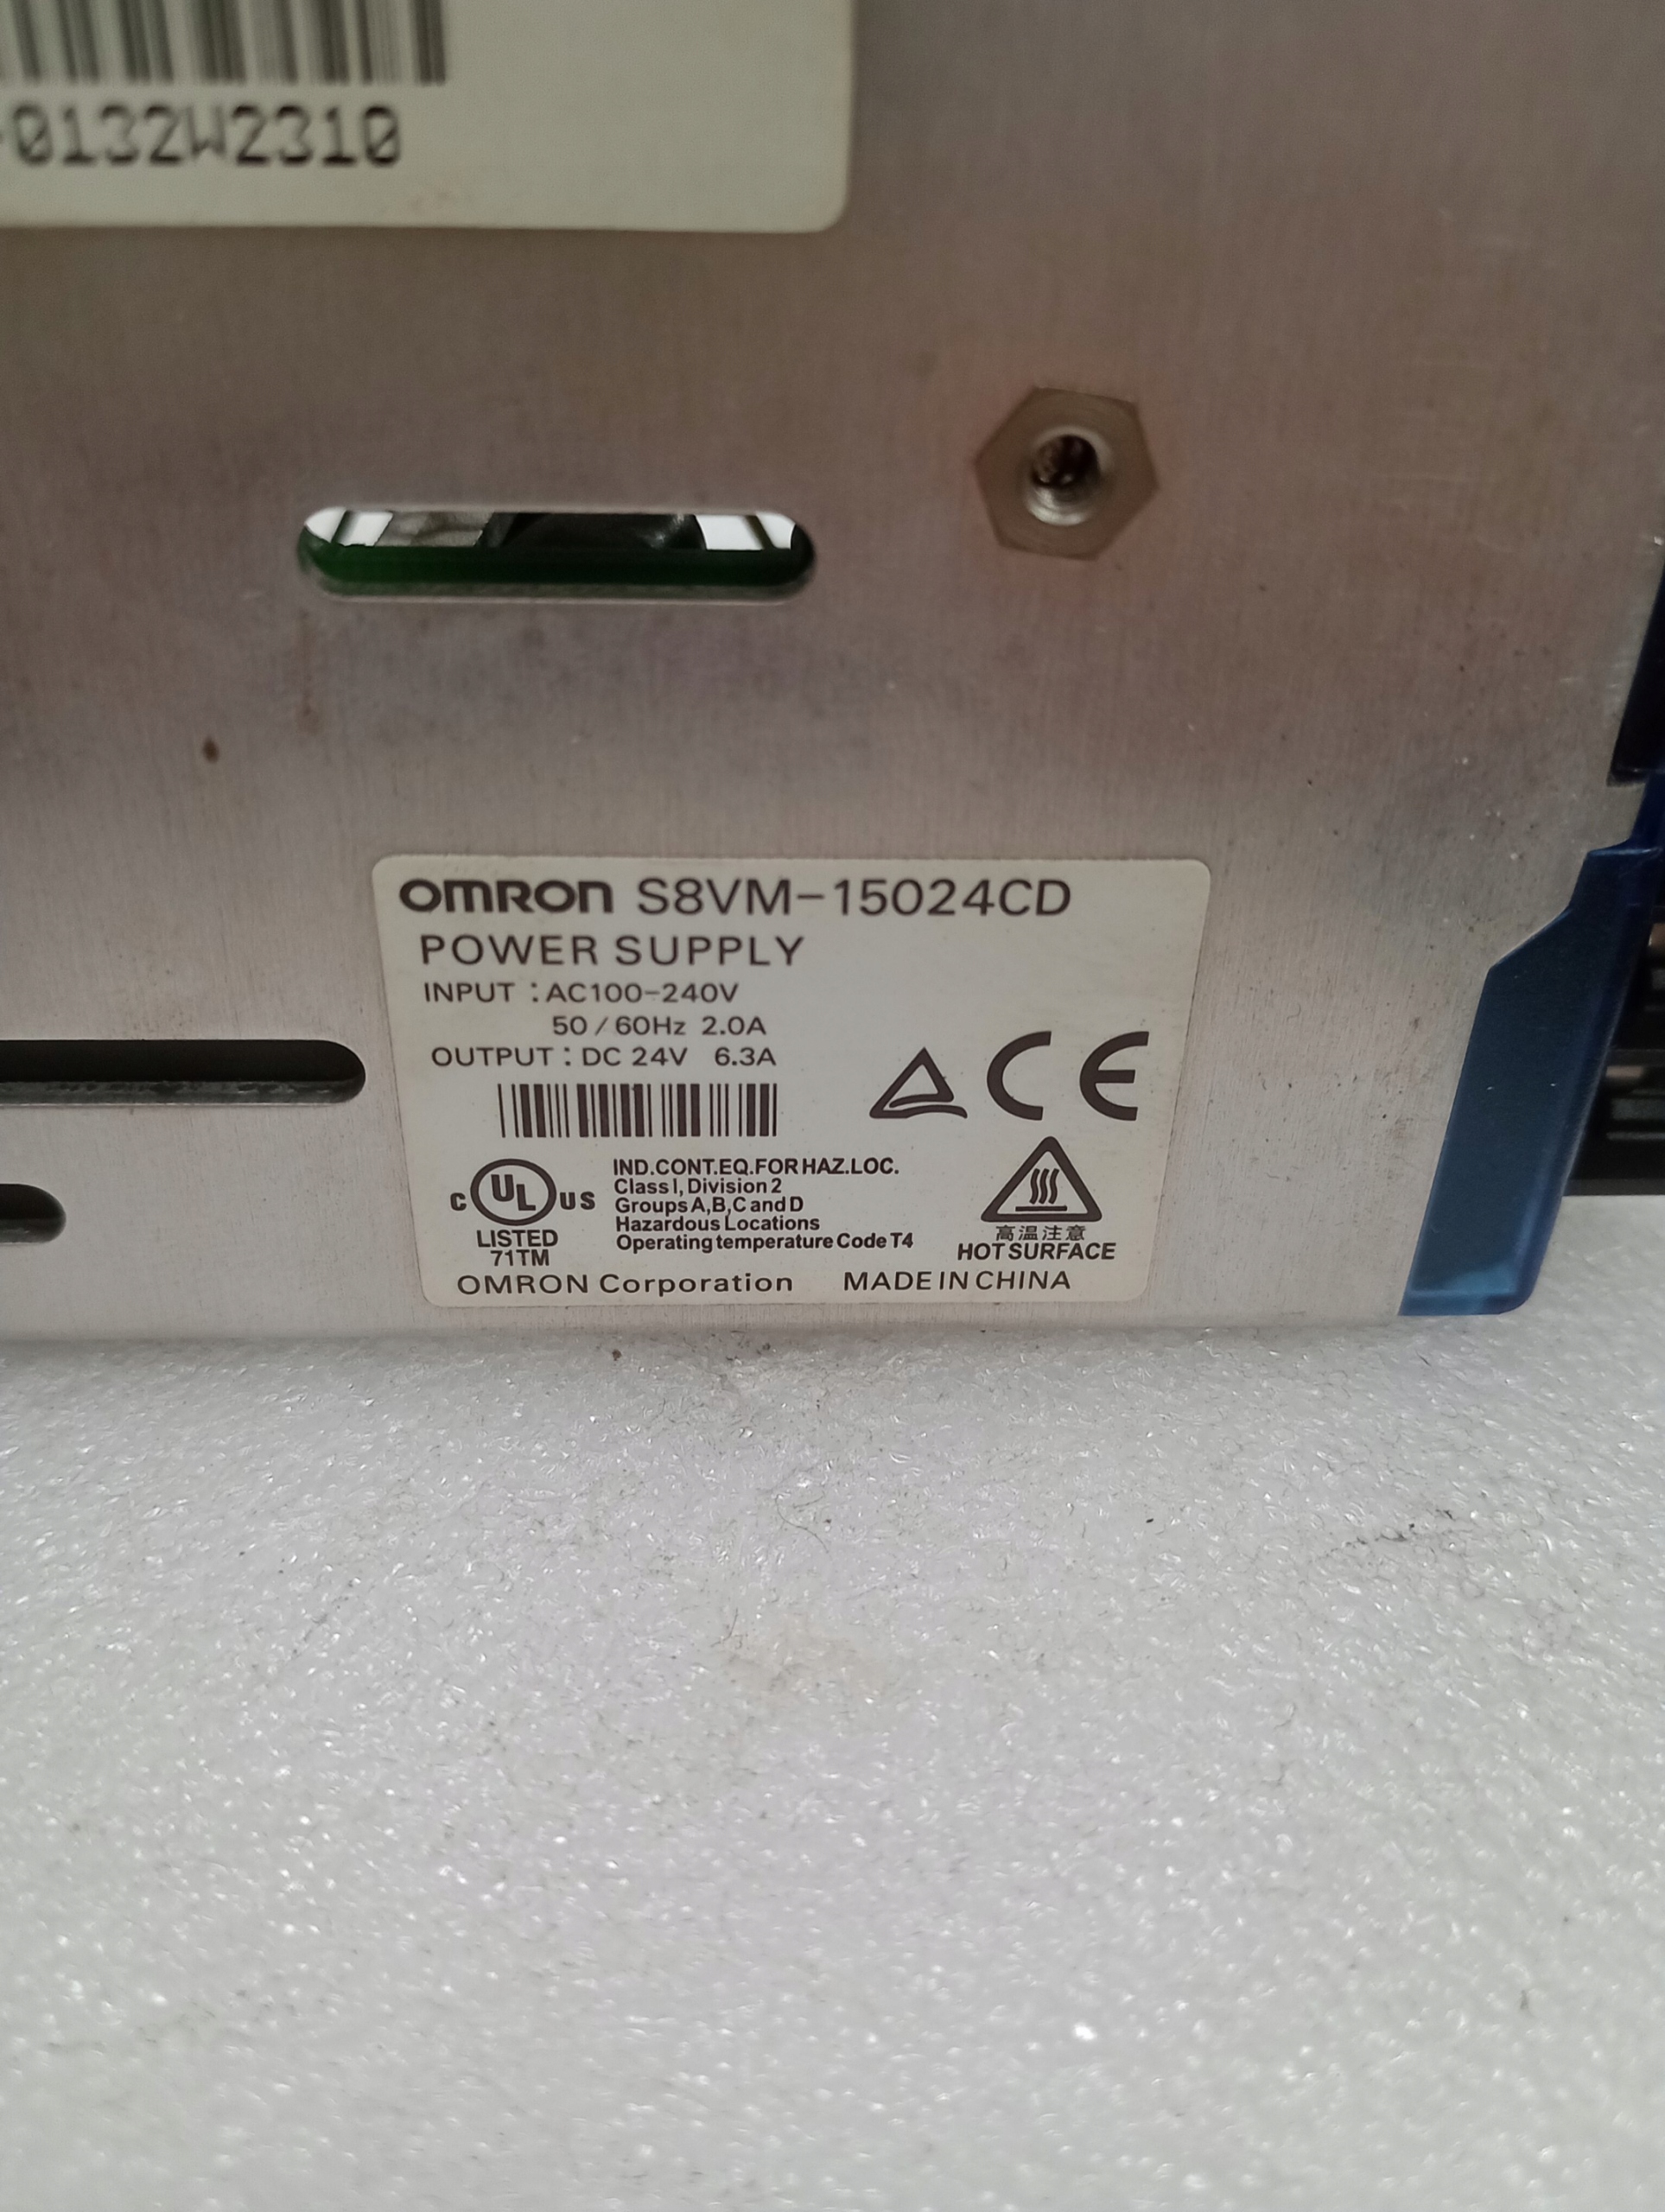 -0132W2310
OMRON S8VM-15024CD
POWER SUPPLY
INPUT : AC100-240V
50/60Hz 2.0A
OUTPUT : DC 24V 6.3A
CE
IND.CONT.EQ.FOR HAZ.LOC.
Class I, Division 2
Groups A,B,C and D
Hazardous Locations
Operating temperature Code T4
C UL US
LISTED
71TM
高温注意
HOT SURFACE
OMRON Corporation MADE IN CHINA